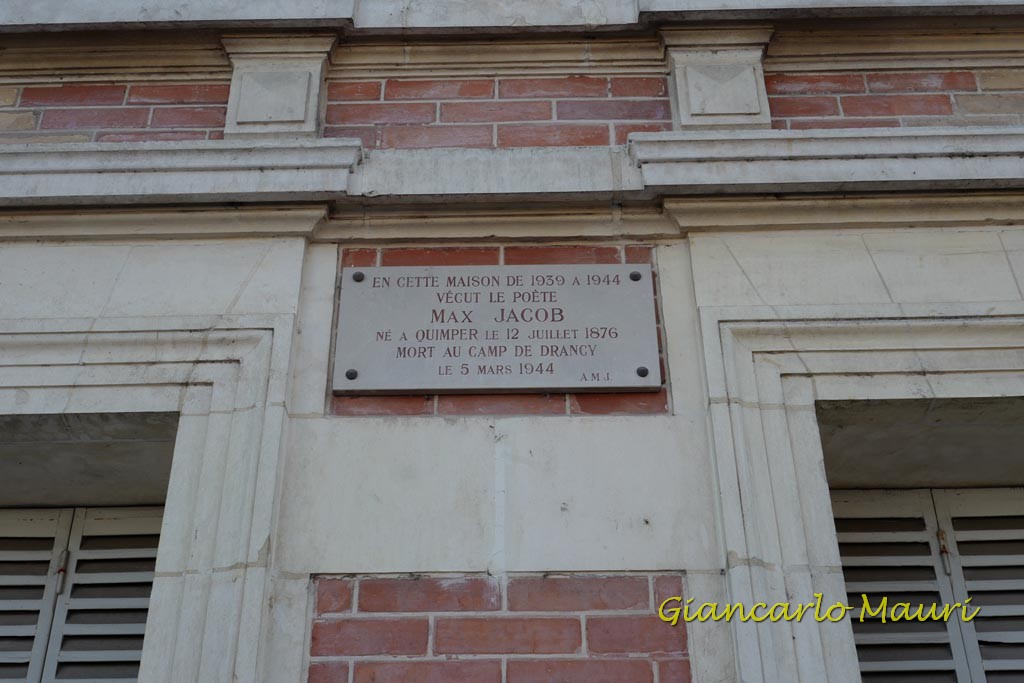 EN CETTE MAISON DE 1939 A 1944
VÉCUT LE POÈTE
MAX JACOB
NÉ A QUIMPER LE 12 JUILLET 1876
MORT AU CAMP DE DRANCY
LE 5 MARS 1944
A.M.J.
Giancarlo Mauri